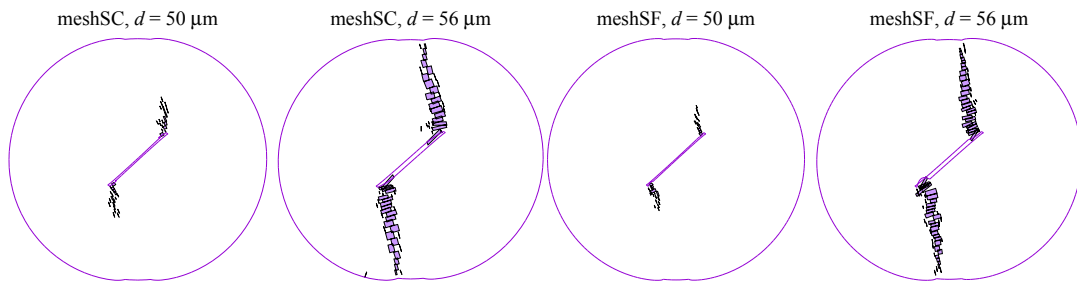 meshSC, d = 50 μm
meshSC, d = 56 μm
meshSF, d = 50 μm
meshSF, d = 56 μm